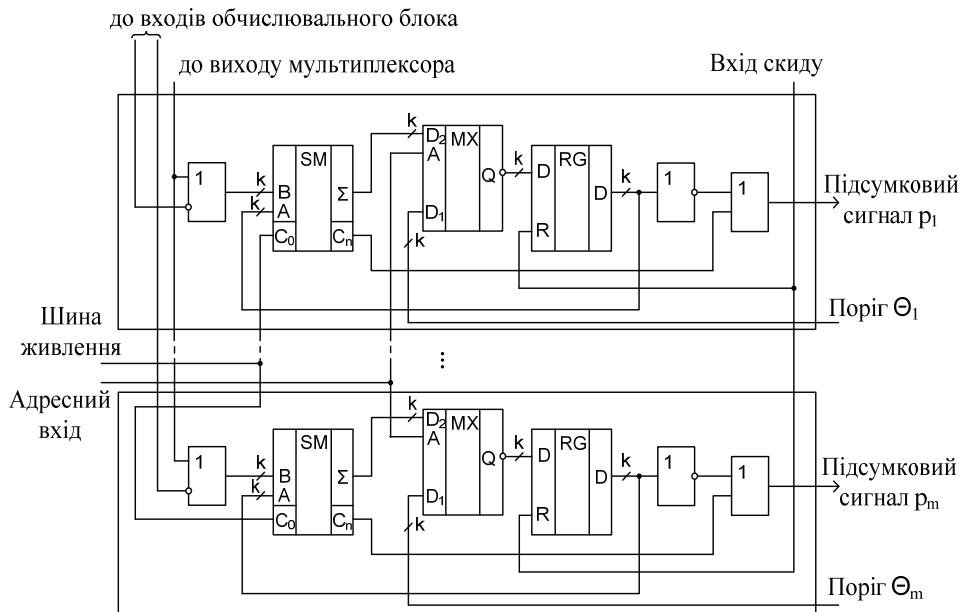 до входів обчислювального блока
до виходу мультиплексора
Вхід скиду
1
k
k
B
A
C0
SM
Σ
Cn
k
D2
A
D1
k
MX
Q
k
D
R
RG
D
k
1
1
Підсумковий
сигнал p1
Поріг Θ1
Шина
живлення
Адресний
вхід
...
1
k
k
B
A
C0
SM
Σ
Cn
k
D2
A
D1
k
MX
Q
k
D
R
RG
D
k
1
1
Підсумковий
сигнал pm
Поріг Θm